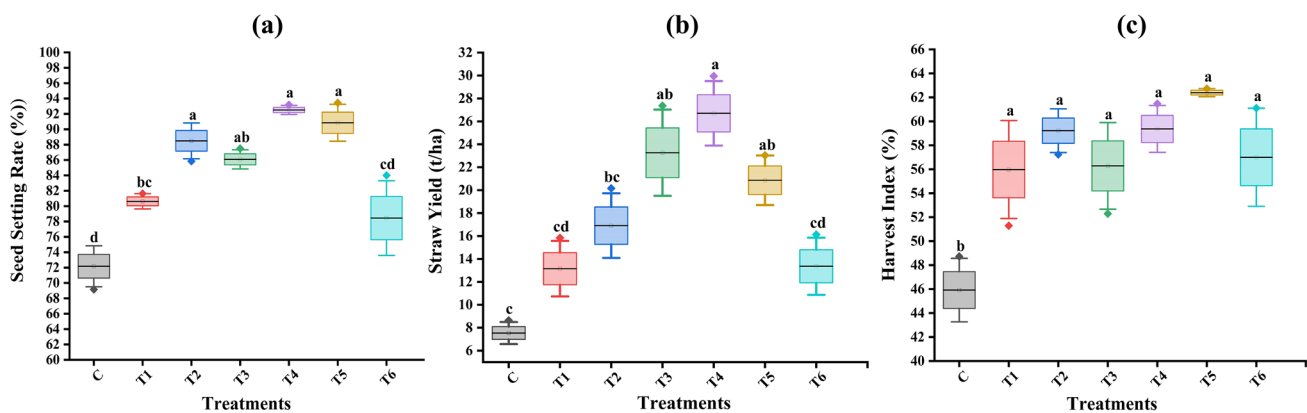 (a)
Seed Setting Rate (%))
100
98
96
94
92
90
88
86
84
82
80
78
76
74
72
70
68
66
64
62
60
d
bc
a
ab
a
a
cd
C
T1
T2
T3
T4
T5
T6
Treatments
(b)
Straw Yield (t/ha)
32
30
28
26
24
22
20
18
16
14
12
10
8
6
c
cd
bc
ab
a
ab
cd
C
T1
T2
T3
T4
T5
T6
Treatments
(c)
Harvest Index (%)
66
64
62
60
58
56
54
52
50
48
46
44
42
40
b
a
a
a
a
a
a
C
T1
T2
T3
T4
T5
T6
Treatments